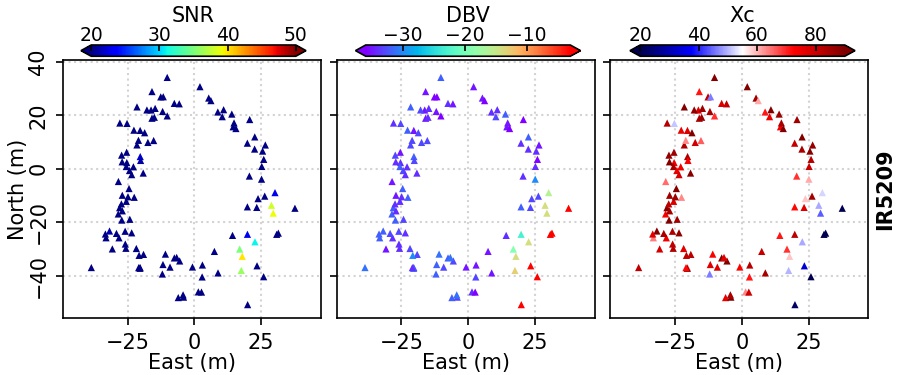 SNR DBV Xc
20 30 40 50 −30 −20 −10 20 40 60 80
40
20
0
−20
−40
North (m)
IR5209
−25 0 25 −25 0 25 −25 0 25
East (m) East (m) East (m)